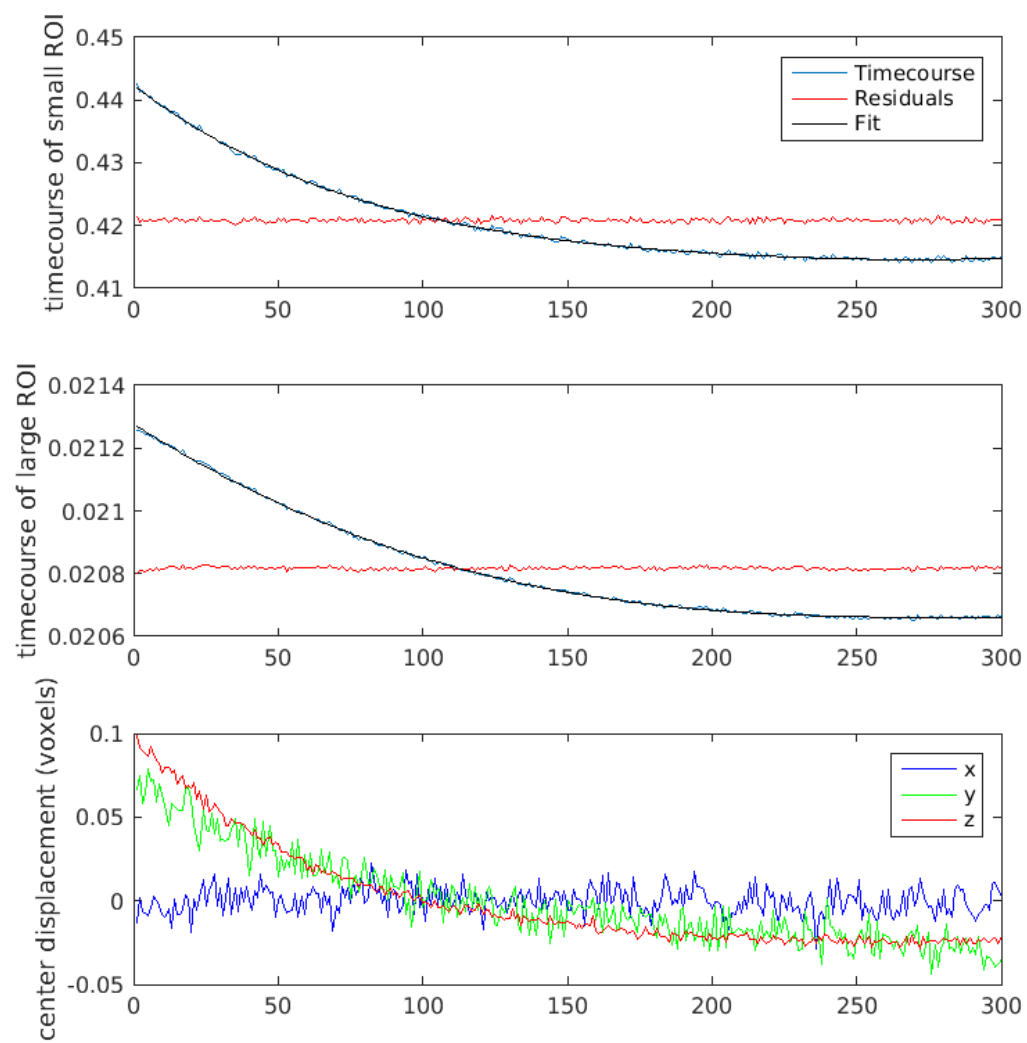 timecourse of small ROI
0.45
0.44
0.43
0.42
0.41
0 50 100 150 200 250 300
Timecourse
Residuals
Fit
timecourse of large ROI
0.0214
0.0212
0.021
0.0208
0.0206
0 50 100 150 200 250 300
center displacement (voxels)
0.1
0.05
0
-0.05
0 50 100 150 200 250 300
x
y
z